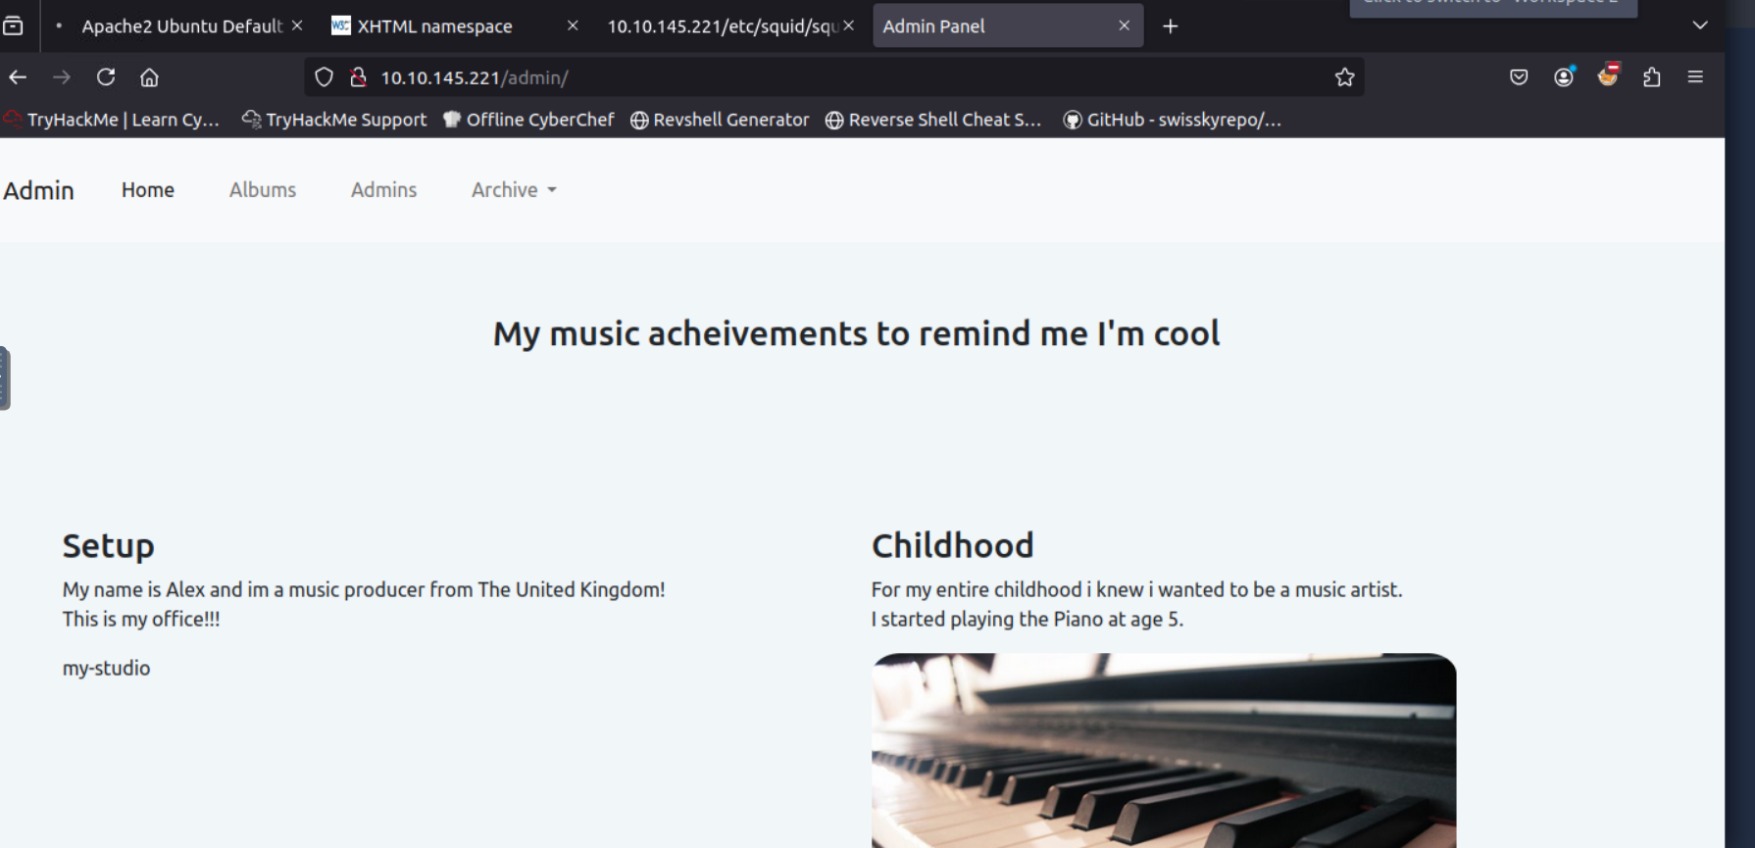 Apache2 Ubuntu Default
XHTML namespace
10.10.145.221/etc/squid/squ
Admin Panel
10.10.145.221/admin/
TryHackMe | Learn Cy...
TryHackMe Support
Offline CyberChef
Revshell Generator
Reverse Shell Cheat S...
GitHub - swisskyrepo/...
Admin
Home
Albums
Admins
Archive
My music acheivements to remind me I'm cool
Setup
My name is Alex and im a music producer from The United Kingdom!
This is my office!!!
my-studio
Childhood
For my entire childhood i knew i wanted to be a music artist.
I started playing the Piano at age 5.